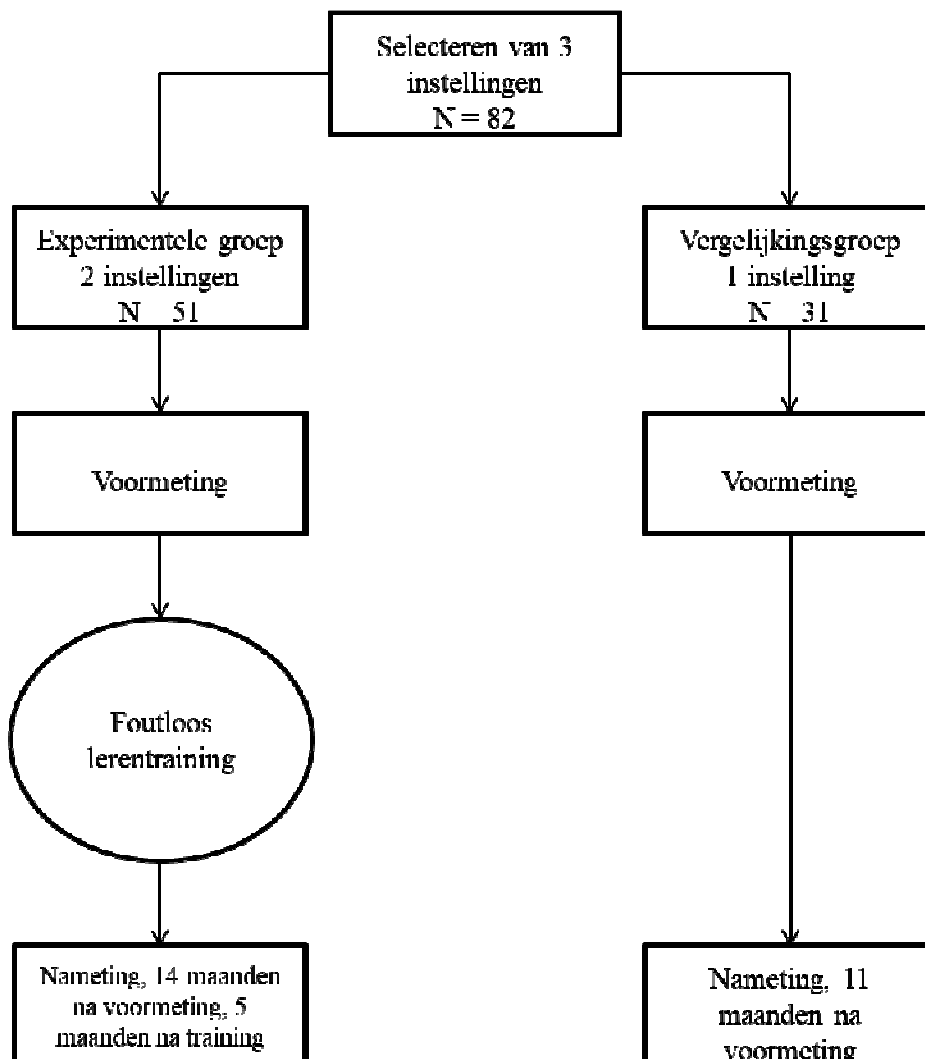 Selecteren van 3
instellingen
N = 82
Experimentele groep
2 instellingen
N 51
Vergelijkingsgroep
1 instelling
N 31
Voormeting
Voormeting
Foutloos
lerentraining
Nameting, 14 maanden
na voormeting, 5
maanden na training
Nameting, 11
maanden na
voormeting